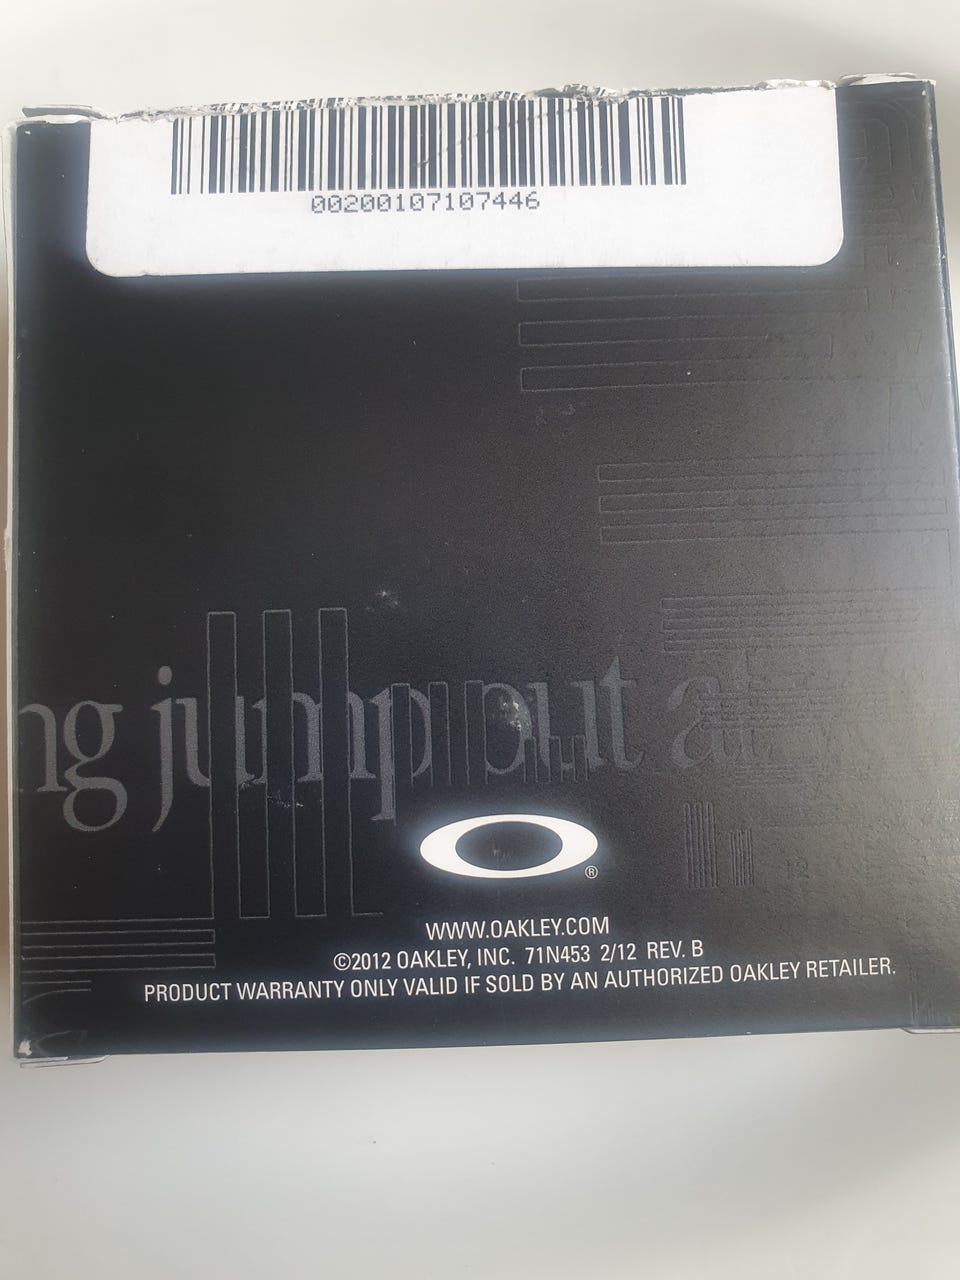 00200107107446
ng jump out at
®
WWW.OAKLEY.COM
©2012 OAKLEY, INC. 71N453 2/12 REV. B
PRODUCT WARRANTY ONLY VALID IF SOLD BY AN AUTHORIZED OAKLEY RETAILER.